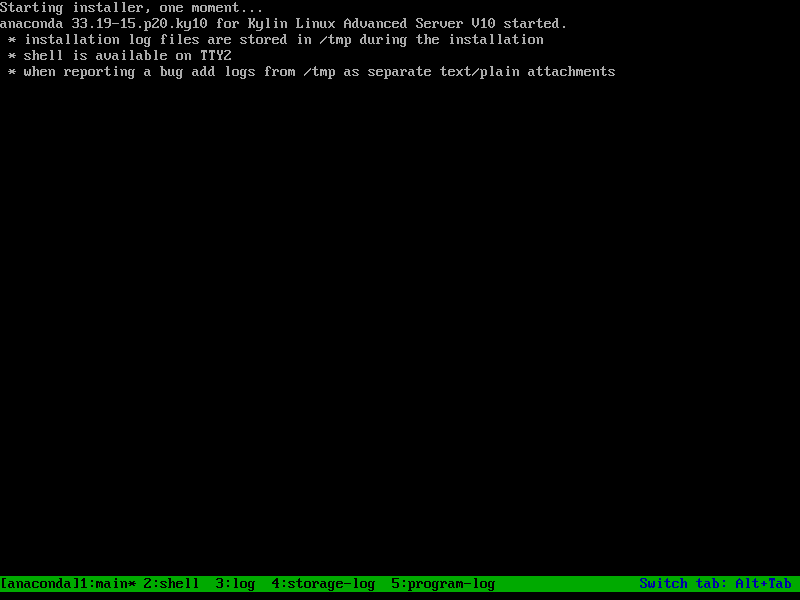 Starting installer, one moment...
anaconda 33.19-15.p20.ky10 for Kylin Linux Advanced Server V10 started.
* installation log files are stored in /tmp during the installation
* shell is available on TTY2
* when reporting a bug add logs from /tmp as separate text/plain attachments
[anaconda]1:main* 2:shell  3:log  4:storage-log  5:program-log Switch tab: Alt+Tab